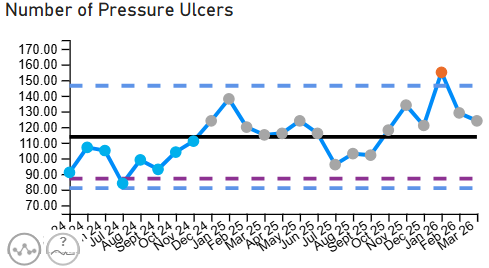 Number of Pressure Ulcers
170.00
160.00
150.00
140.00
130.00
120.00
110.00
100.00
90.00
80.00
70.00
24
24
Jul 24
Aug 24
Sept 24
Oct 24
Nov 24
Dec 24
Jan 25
Feb 25
Mar 25
Apr 25
May 25
Jun 25
Jul 25
Aug 25
Sept 25
Oct 25
Nov 25
Dec 25
Jan 26
Feb 26
Mar 26
?